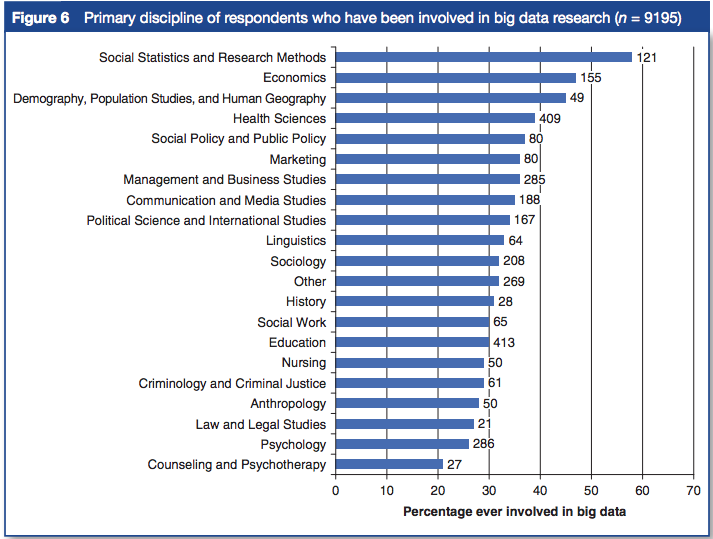 Figure 6 Primary discipline of respondents who have been involved in big data research (n = 9195)
Social Statistics and Research Methods 121
Economics 155
Demography, Population Studies, and Human Geography 49
Health Sciences 409
Social Policy and Public Policy 80
Marketing 80
Management and Business Studies 285
Communication and Media Studies 188
Political Science and International Studies 167
Linguistics 64
Sociology 208
Other 269
History 28
Social Work 65
Education 413
Nursing 50
Criminology and Criminal Justice 61
Anthropology 50
Law and Legal Studies 21
Psychology 286
Counseling and Psychotherapy 27
0 10 20 30 40 50 60 70
Percentage ever involved in big data